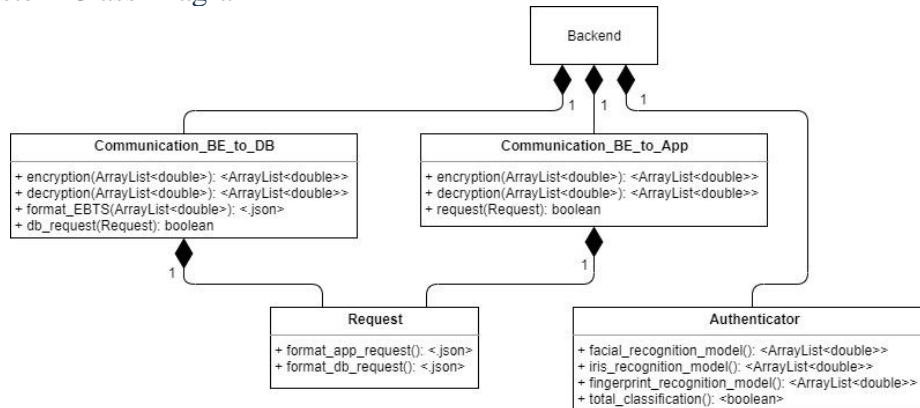 Backend
1
1
1
Communication_BE_to_DB
+ encryption(ArrayList<double>): <ArrayList<double>>
+ decryption(ArrayList<double>): <ArrayList<double>>
+ format_EBTS(ArrayList<double>): <.json>
+ db_request(Request): boolean
Communication_BE_to_App
+ encryption(ArrayList<double>): <ArrayList<double>>
+ decryption(ArrayList<double>): <ArrayList<double>>
+ request(Request): boolean
1
1
Request
+ format_app_request(): <.json>
+ format_db_request(): <.json>
Authenticator
+ facial_recognition_model(): <ArrayList<double>>
+ iris_recognition_model(): <ArrayList<double>>
+ fingerprint_recognition_model(): <ArrayList<double>>
+ total_classification(): <boolean>